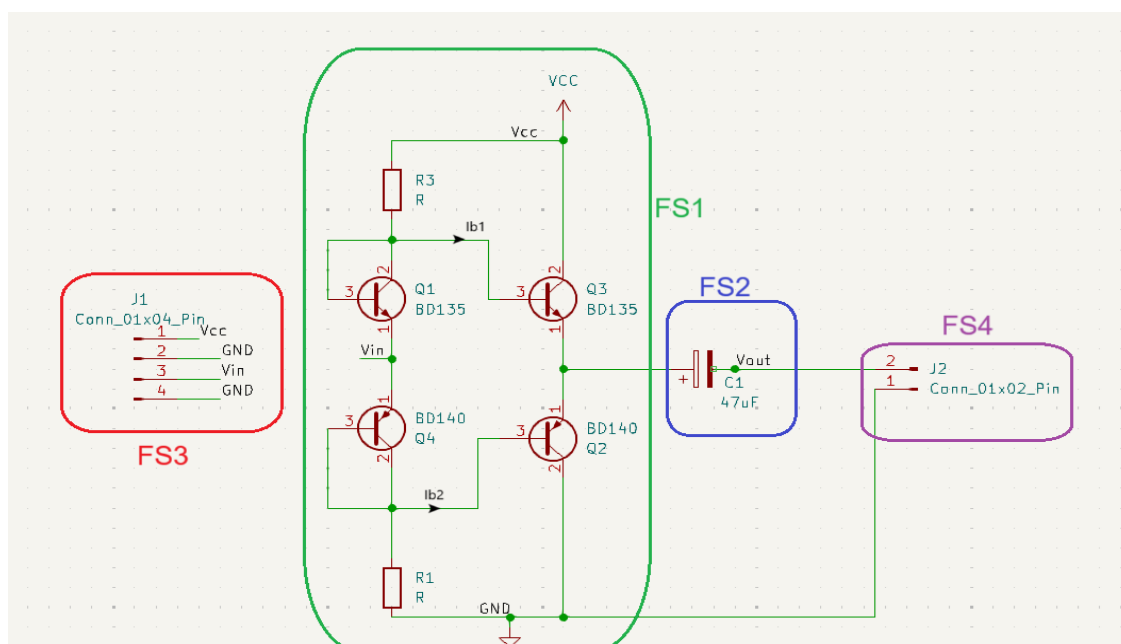 VCC
Vcc
R3
R
FS1
Ib1
2
3
1
Q1
BD135
2
3
1
Q3
BD135
FS2
FS4
J1
Conn_01x04_Pin
1
Vcc
2
GND
3
Vin
4
GND
FS3
Vin
Vout
+
C1
47uF
2
1
J2
Conn_01x02_Pin
1
3
2
BD140
Q4
1
3
2
BD140
Q2
Ib2
R1
R
GND